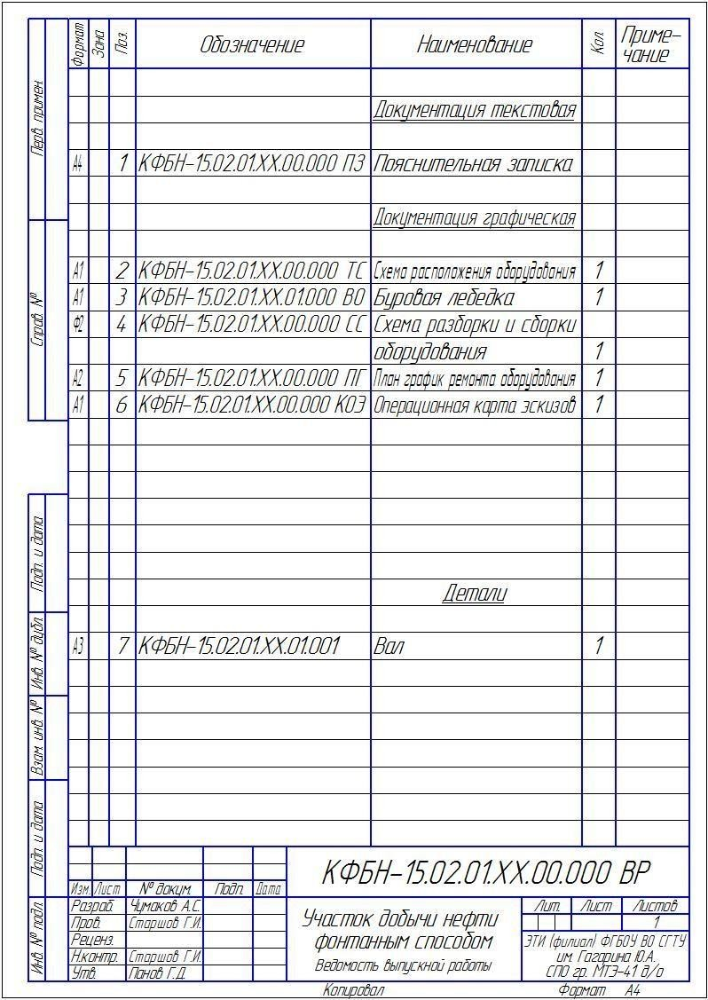 Формат Зона Поз. Обозначение Наименование Кол. Приме-
чание
Перв. примен.
Документация текстовая
А4 1 КФБН-15.02.01.ХХ.00.000 ПЗ Пояснительная записка
Документация графическая
Справ. №
А1 2 КФБН-15.02.01.ХХ.00.000 ТС Схема расположения оборудования 1
А1 3 КФБН-15.02.01.ХХ.01.000 ВО Буровая лебедка 1
Ф2 4 КФБН-15.02.01.ХХ.00.000 СС Схема разборки и сборки
оборудования 1
А2 5 КФБН-15.02.01.ХХ.00.000 ПГ План график ремонта оборудования 1
А1 6 КФБН-15.02.01.ХХ.00.000 КОЭ Операционная карта эскизов 1
Подп. и дата
Детали
Инв. № дубл.
А3 7 КФБН-15.02.01.ХХ.01.001 Вал 1
Взам. инв. №
Подп. и дата
Инв. № подл.
КФБН-15.02.01.ХХ.00.000 ВР
Изм. Лист № докум. Подп. Дата
Разраб. Чумаков А.С.
Пров. Старшов Г.И.
Реценз.
Н.контр. Старшов Г.И.
Утв. Панов Г.Д.
Участок добычи нефти
фонтанным способом
Ведомость выпускной работы
Лит. Лист Листов
1
ЭТИ (филиал) ФГБОУ ВО СГТУ
им. Гагарина Ю.А.
СПО гр. МТЭ-41 д/о
Копировал Формат А4